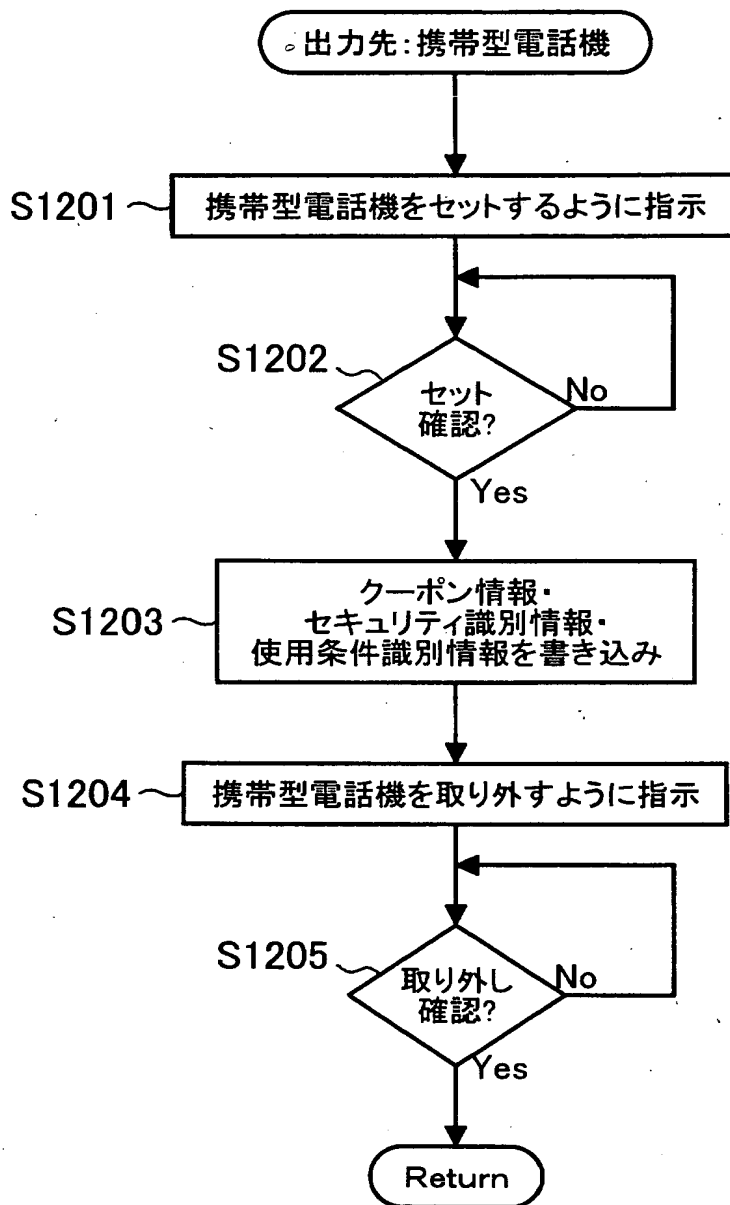 出力先:携帯型電話機
S1201
携帯型電話機をセットするように指示
S1202
セット
確認?
No
Yes
S1203
クーポン情報・
セキュリティ識別情報・
使用条件識別情報を書き込み
S1204
携帯型電話機を取り外すように指示
S1205
取り外し
確認?
No
Yes
Return